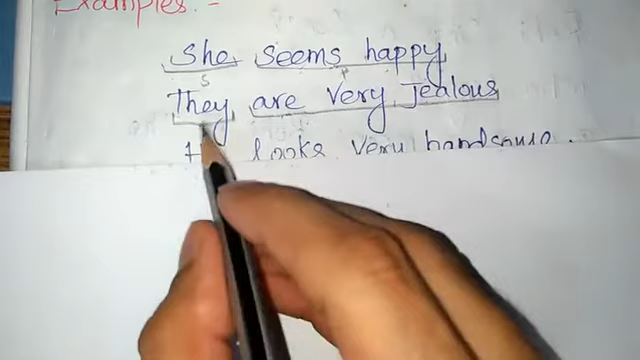 Examples:-
She seems happy
s p
They are very Jealous
looks very handsome.